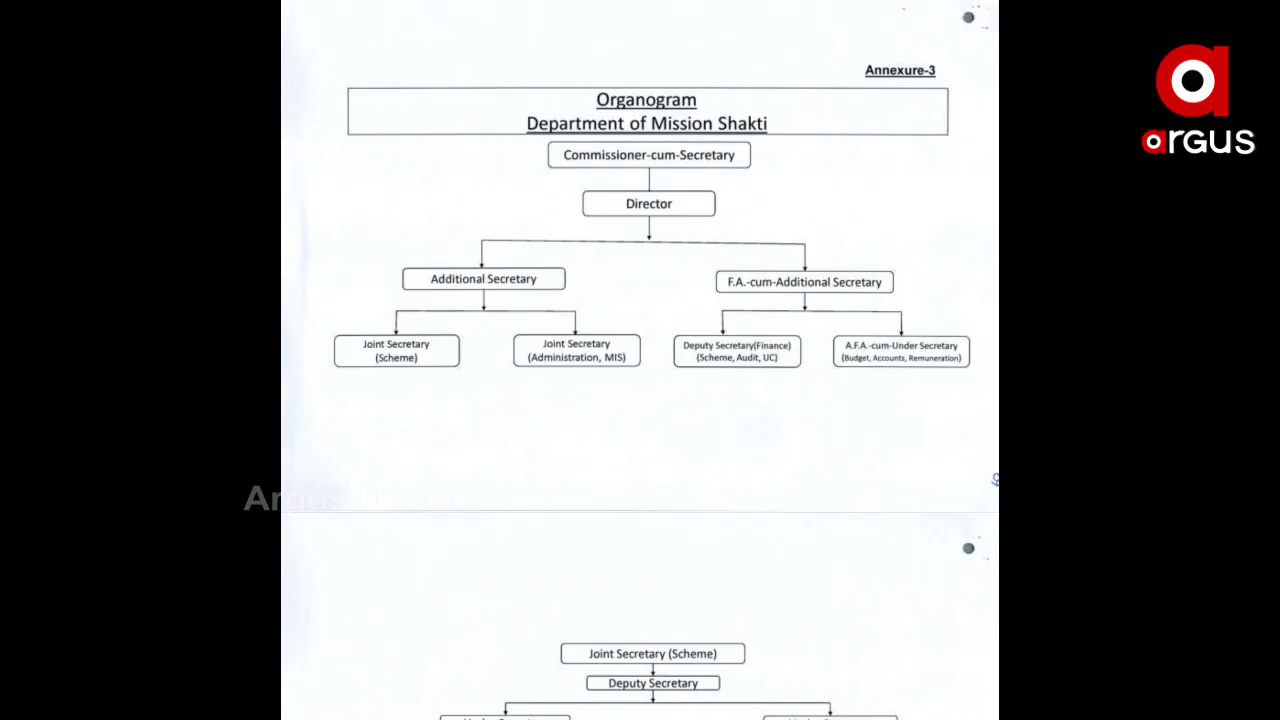 Annexure-3
Organogram
Department of Mission Shakti
Commissioner-cum-Secretary
Director
Additional Secretary
F.A.-cum-Additional Secretary
Joint Secretary
(Scheme)
Joint Secretary
(Administration, MIS)
Deputy Secretary(Finance)
(Scheme, Audit, UC)
A.F.A.-cum-Under Secretary
(Budget, Accounts, Remuneration)
Joint Secretary (Scheme)
Deputy Secretary
argus
Argus News